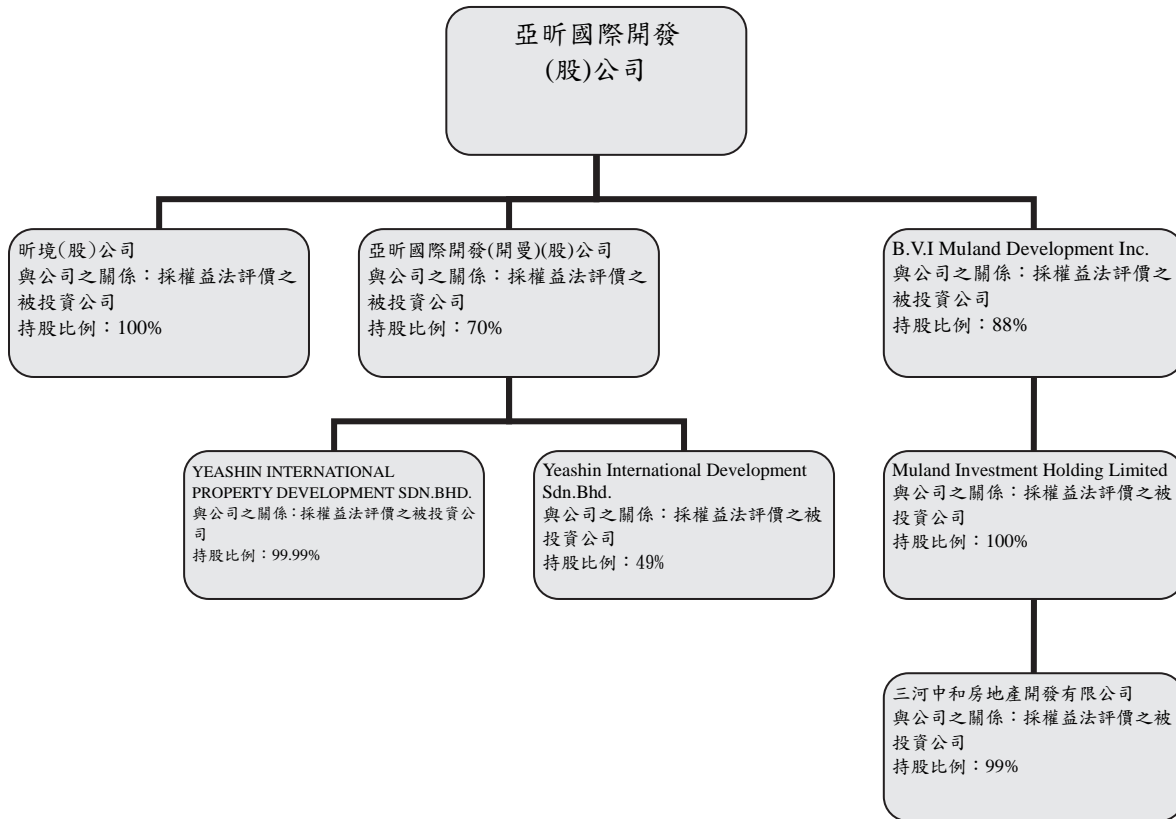 亞昕國際開發
(股)公司
昕境(股)公司
與公司之關係：採權益法評價之
被投資公司
持股比例：100%
亞昕國際開發(開曼)(股)公司
與公司之關係：採權益法評價之
被投資公司
持股比例：70%
B.V.I Muland Development Inc.
與公司之關係：採權益法評價之
被投資公司
持股比例：88%
YEASHIN INTERNATIONAL
PROPERTY DEVELOPMENT SDN.BHD.
與公司之關係：採權益法評價之被投資公
司
持股比例：99.99%
Yeashin International Development
Sdn.Bhd.
與公司之關係：採權益法評價之被
投資公司
持股比例：49%
Muland Investment Holding Limited
與公司之關係：採權益法評價之被
投資公司
持股比例：100%
三河中和房地產開發有限公司
與公司之關係：採權益法評價之被
投資公司
持股比例：99%